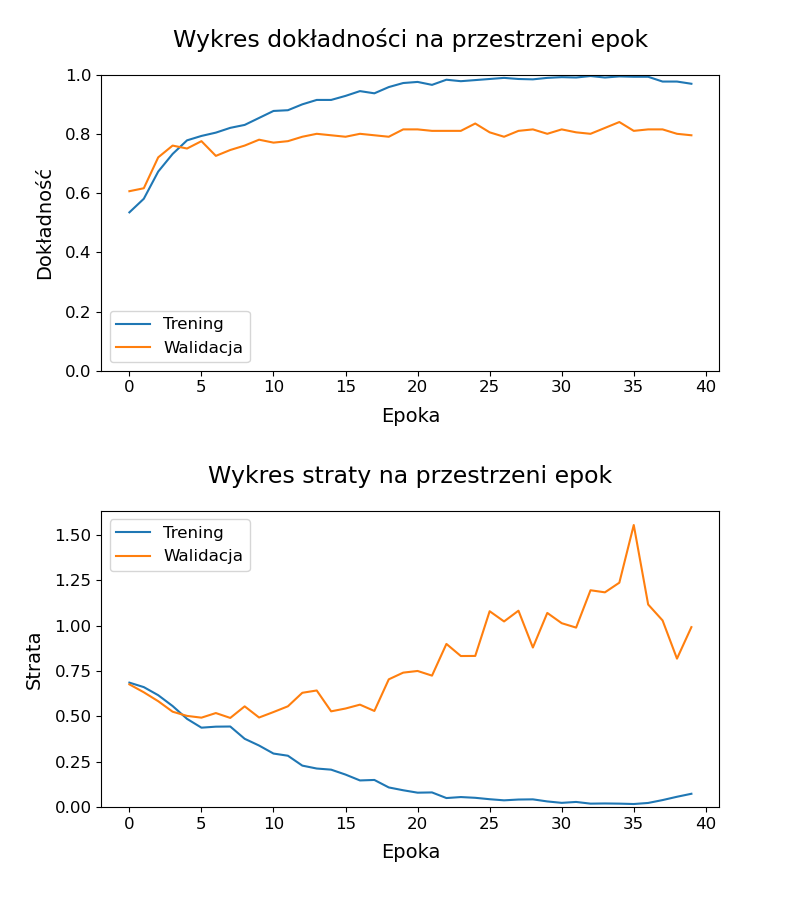 Wykres dokładności na przestrzeni epok
1.0
0.8
0.6
0.4
0.2
0.0
Dokładność
Trening
Walidacja
0 5 10 15 20 25 30 35 40
Epoka
Wykres straty na przestrzeni epok
1.50
1.25
1.00
0.75
0.50
0.25
0.00
Strata
Trening
Walidacja
0 5 10 15 20 25 30 35 40
Epoka